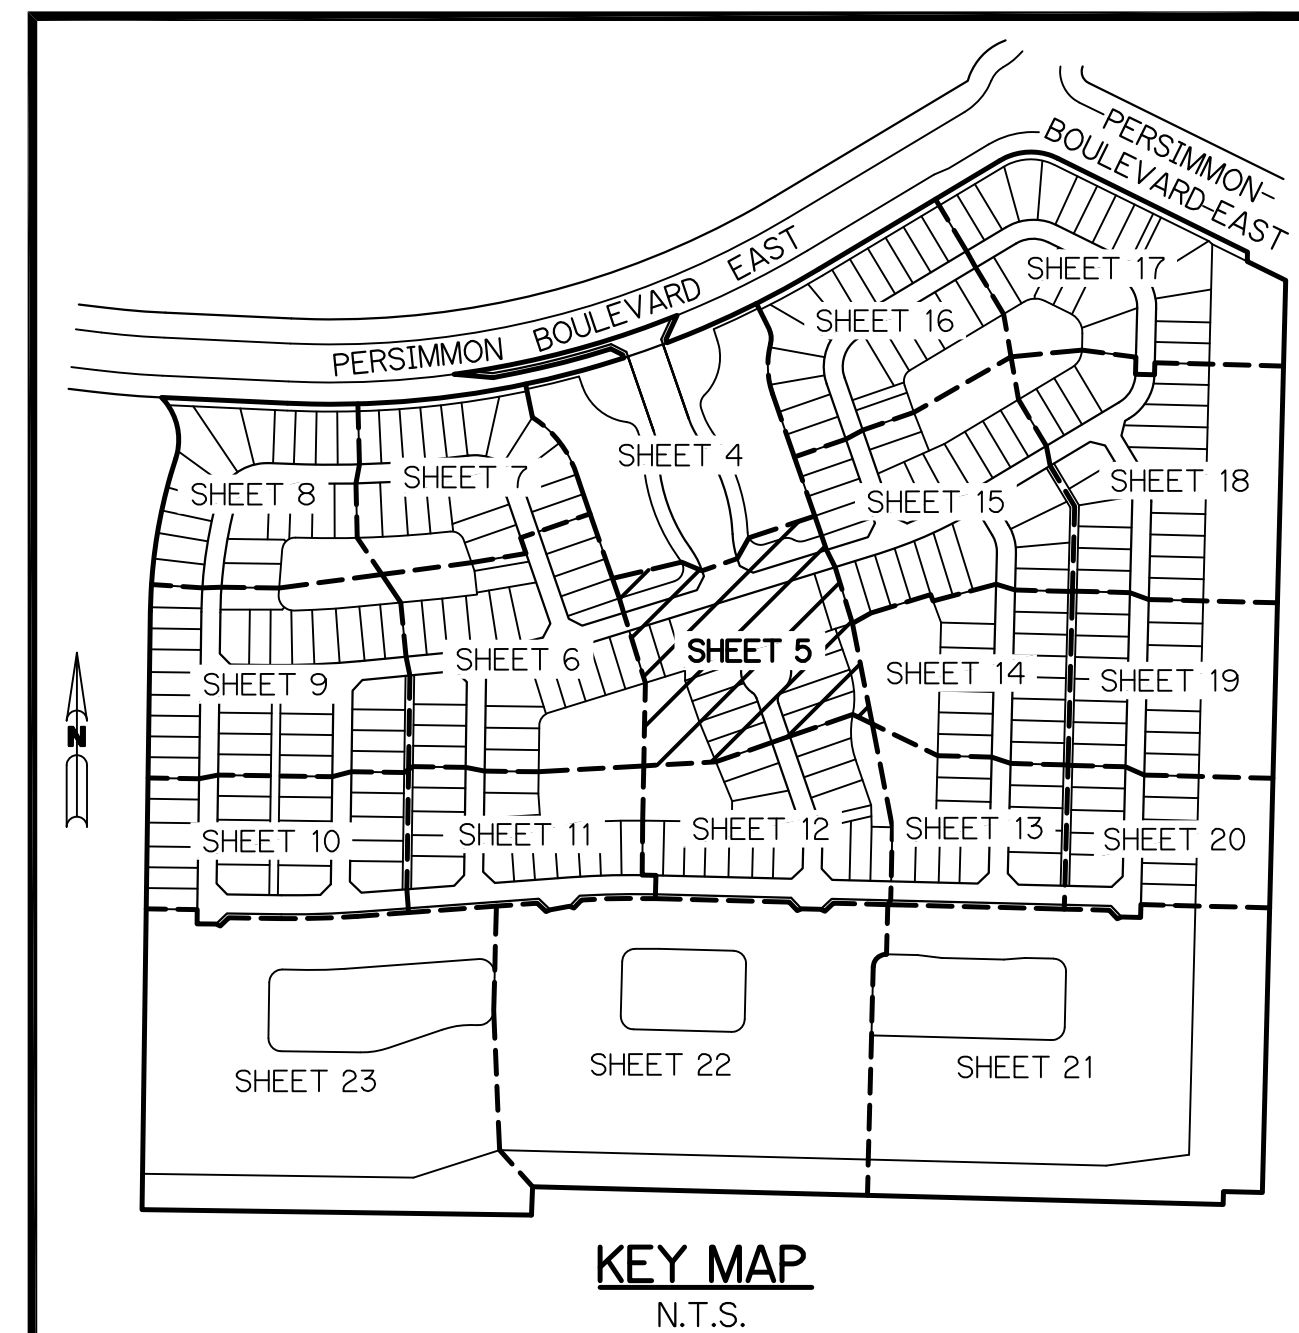 PERSIMMON-
BOULEVARD-EAST
PERSIMMON BOULEVARD EAST
SHEET 17
SHEET 16
SHEET 4
SHEET 7
SHEET 8
SHEET 15
SHEET 18
SHEET 5
SHEET 6
SHEET 9
SHEET 14
SHEET 19
N
SHEET 10
SHEET 11
SHEET 12
SHEET 13
SHEET 20
SHEET 23
SHEET 22
SHEET 21
KEY MAP
N.T.S.